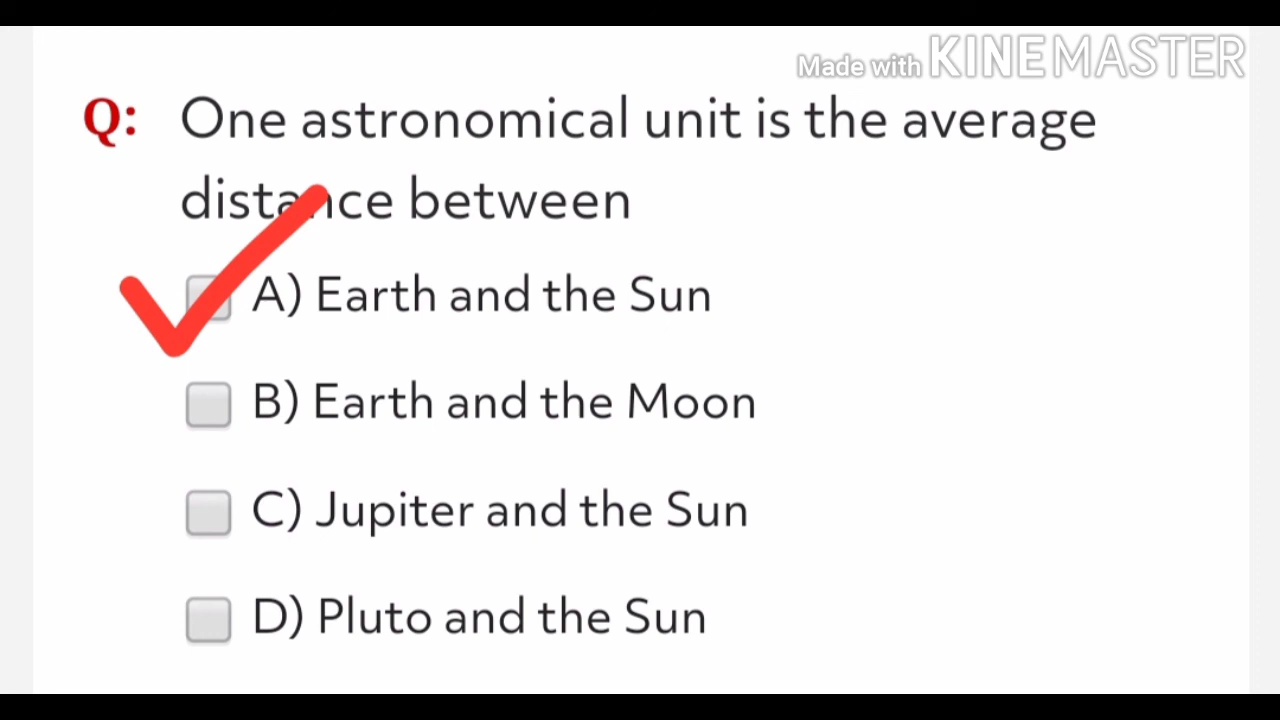 Made with KINEMASTER
Q: One astronomical unit is the average
distance between
A) Earth and the Sun
B) Earth and the Moon
C) Jupiter and the Sun
D) Pluto and the Sun